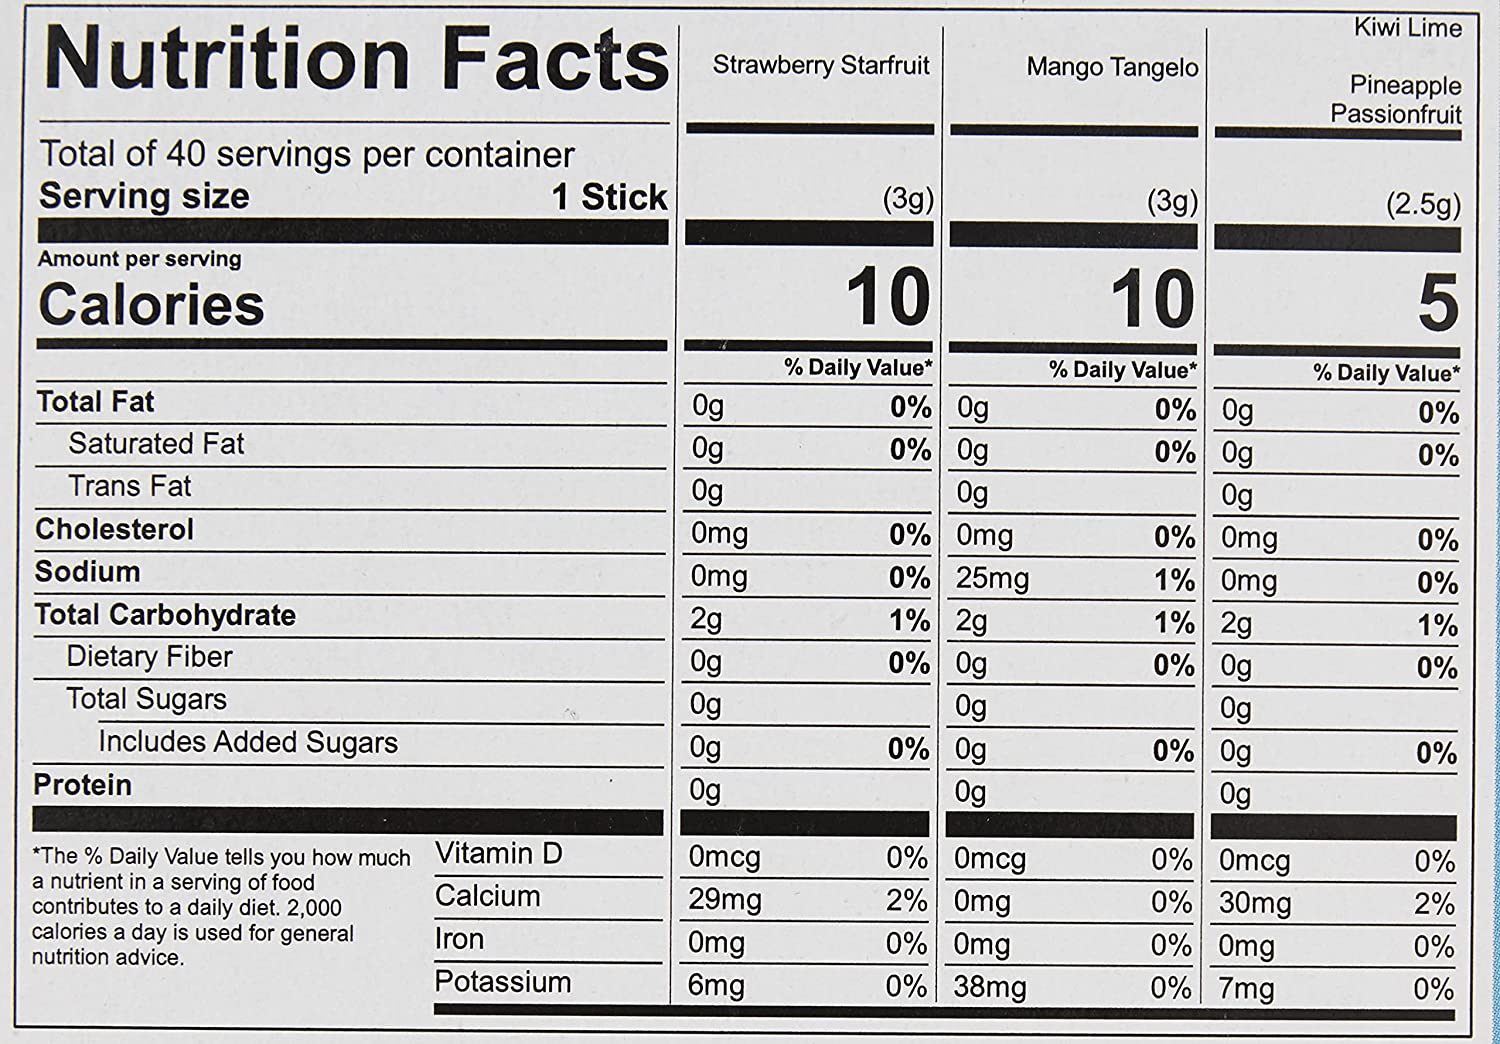 Nutrition Facts
Strawberry Starfruit
Mango Tangelo
Kiwi Lime
Pineapple
Passionfruit
Total of 40 servings per container
Serving size 1 Stick (3g) (3g) (2.5g)
Amount per serving
Calories 10 10 5
% Daily Value* % Daily Value* % Daily Value*
Total Fat 0g 0% 0g 0% 0g 0%
Saturated Fat 0g 0% 0g 0% 0g 0%
Trans Fat 0g 0g 0g
Cholesterol 0mg 0% 0mg 0% 0mg 0%
Sodium 0mg 0% 25mg 1% 0mg 0%
Total Carbohydrate 2g 1% 2g 1% 2g 1%
Dietary Fiber 0g 0% 0g 0% 0g 0%
Total Sugars 0g 0g 0g
Includes Added Sugars 0g 0% 0g 0% 0g 0%
Protein 0g 0g 0g
*The % Daily Value tells you how much
a nutrient in a serving of food
contributes to a daily diet. 2,000
calories a day is used for general
nutrition advice.
Vitamin D 0mcg 0% 0mcg 0% 0mcg 0%
Calcium 29mg 2% 0mg 0% 30mg 2%
Iron 0mg 0% 0mg 0% 0mg 0%
Potassium 6mg 0% 38mg 0% 7mg 0%